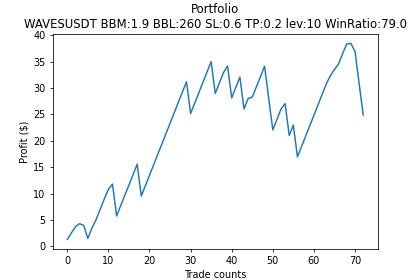 Portfolio
WAVESUSDT BBM:1.9 BBL:260 SL:0.6 TP:0.2 lev:10 WinRatio:79.0
40
35
30
25
20
15
10
5
0
Profit ($)
0 10 20 30 40 50 60 70
Trade counts